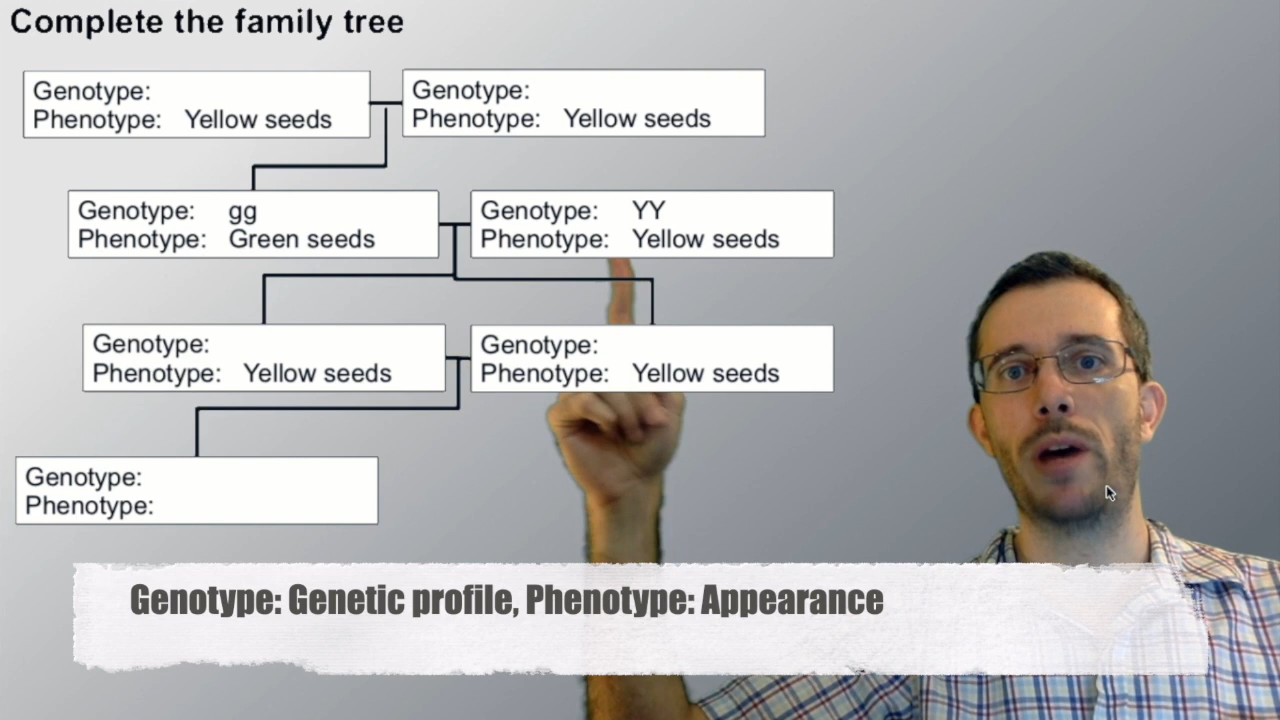 Complete the family tree
Genotype:
Phenotype: Yellow seeds
Genotype:
Phenotype: Yellow seeds
Genotype: gg
Phenotype: Green seeds
Genotype: YY
Phenotype: Yellow seeds
Genotype:
Phenotype: Yellow seeds
Genotype:
Phenotype: Yellow seeds
Genotype:
Phenotype:
Genotype: Genetic profile, Phenotype: Appearance